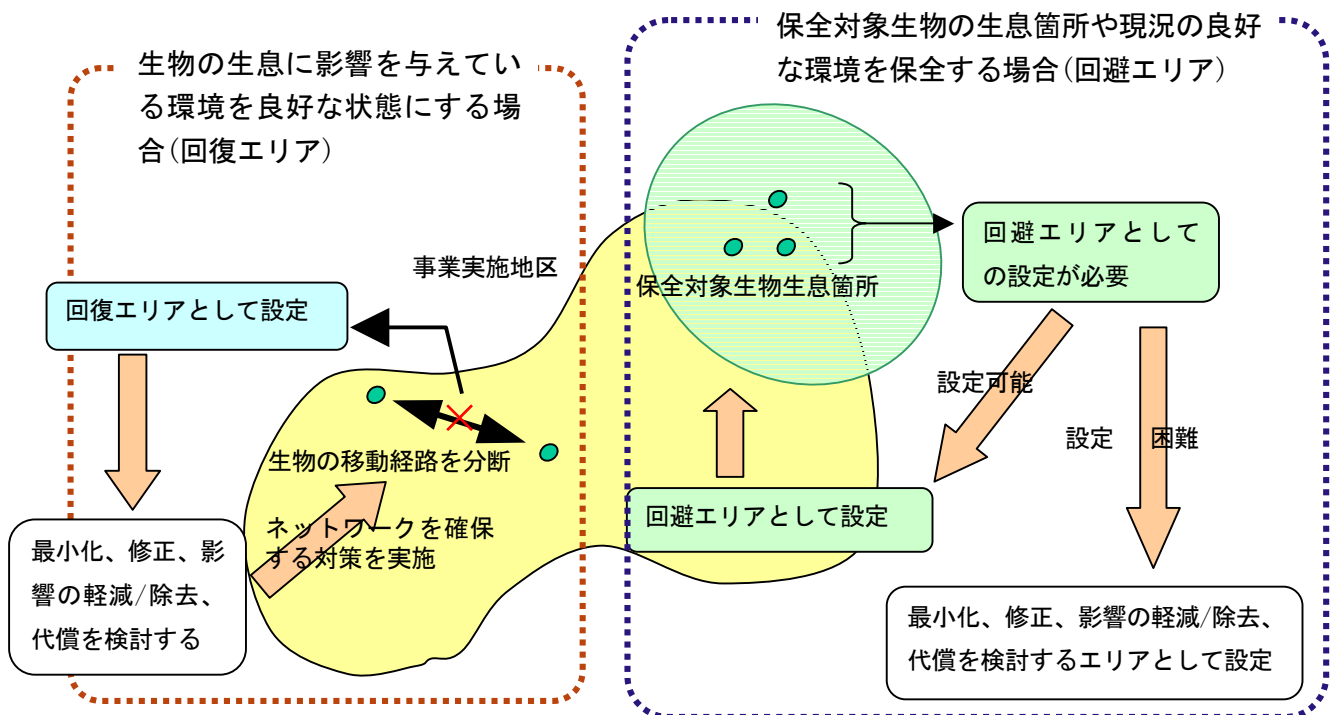 生物の生息に影響を与えてい
る環境を良好な状態にする場
合(回復エリア)
事業実施地区
回復エリアとして設定
生物の移動経路を分断
ネットワークを確保
する対策を実施
最小化、修正、影
響の軽減/除去、
代償を検討する
保全対象生物の生息箇所や現況の良好
な環境を保全する場合(回避エリア)
保全対象生物生息箇所
回避エリアとして
の設定が必要
設定可能
設定 困難
回避エリアとして設定
最小化、修正、影響の軽減/除去、
代償を検討するエリアとして設定